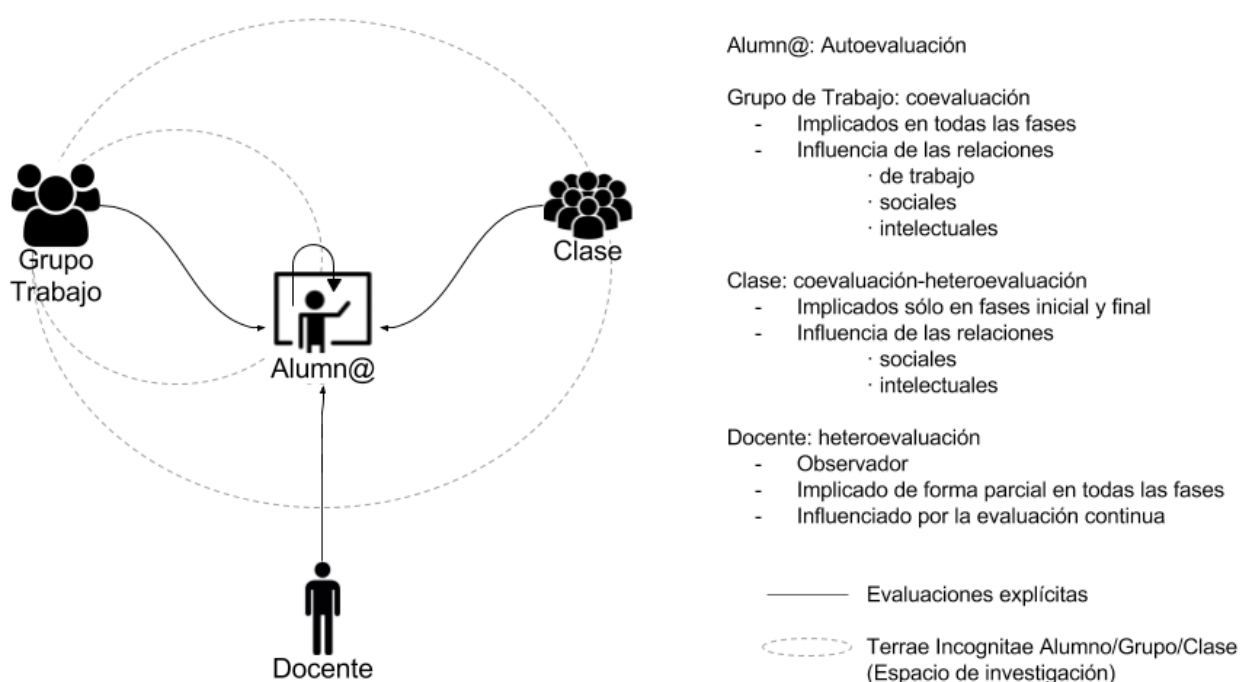 Grupo
Trabajo
Clase
Alumn@
Docente
Alumn@: Autoevaluación
Grupo de Trabajo: coevaluación
- Implicados en todas las fases
- Influencia de las relaciones
· de trabajo
· sociales
· intelectuales
Clase: coevaluación-heteroevaluación
- Implicados sólo en fases inicial y final
- Influencia de las relaciones
· sociales
· intelectuales
Docente: heteroevaluación
- Observador
- Implicado de forma parcial en todas las fases
- Influenciado por la evaluación continua
Evaluaciones explícitas
Terrae Incognitae Alumno/Grupo/Clase
(Espacio de investigación)